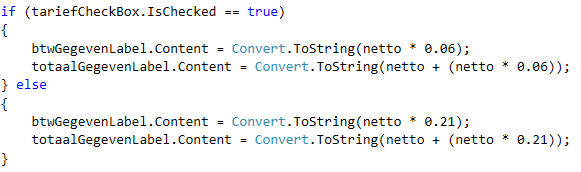 if (tariefCheckBox.IsChecked == true)
{
    btwGegevenLabel.Content = Convert.ToString(netto * 0.06);
    totaalGegevenLabel.Content = Convert.ToString(netto + (netto * 0.06));
} else
{
    btwGegevenLabel.Content = Convert.ToString(netto * 0.21);
    totaalGegevenLabel.Content = Convert.ToString(netto + (netto * 0.21));
}